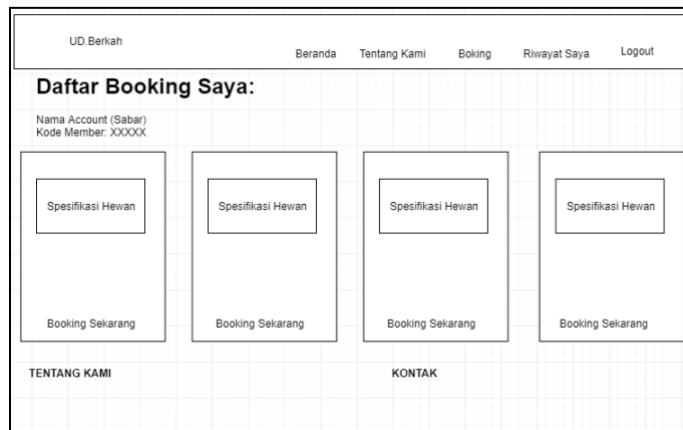 UD.Berkah
Beranda Tentang Kami Boking Riwayat Saya Logout
Daftar Booking Saya:
Nama Account (Sabar)
Kode Member: XXXXX
Spesifikasi Hewan Spesifikasi Hewan Spesifikasi Hewan Spesifikasi Hewan
Booking Sekarang Booking Sekarang Booking Sekarang Booking Sekarang
TENTANG KAMI KONTAK